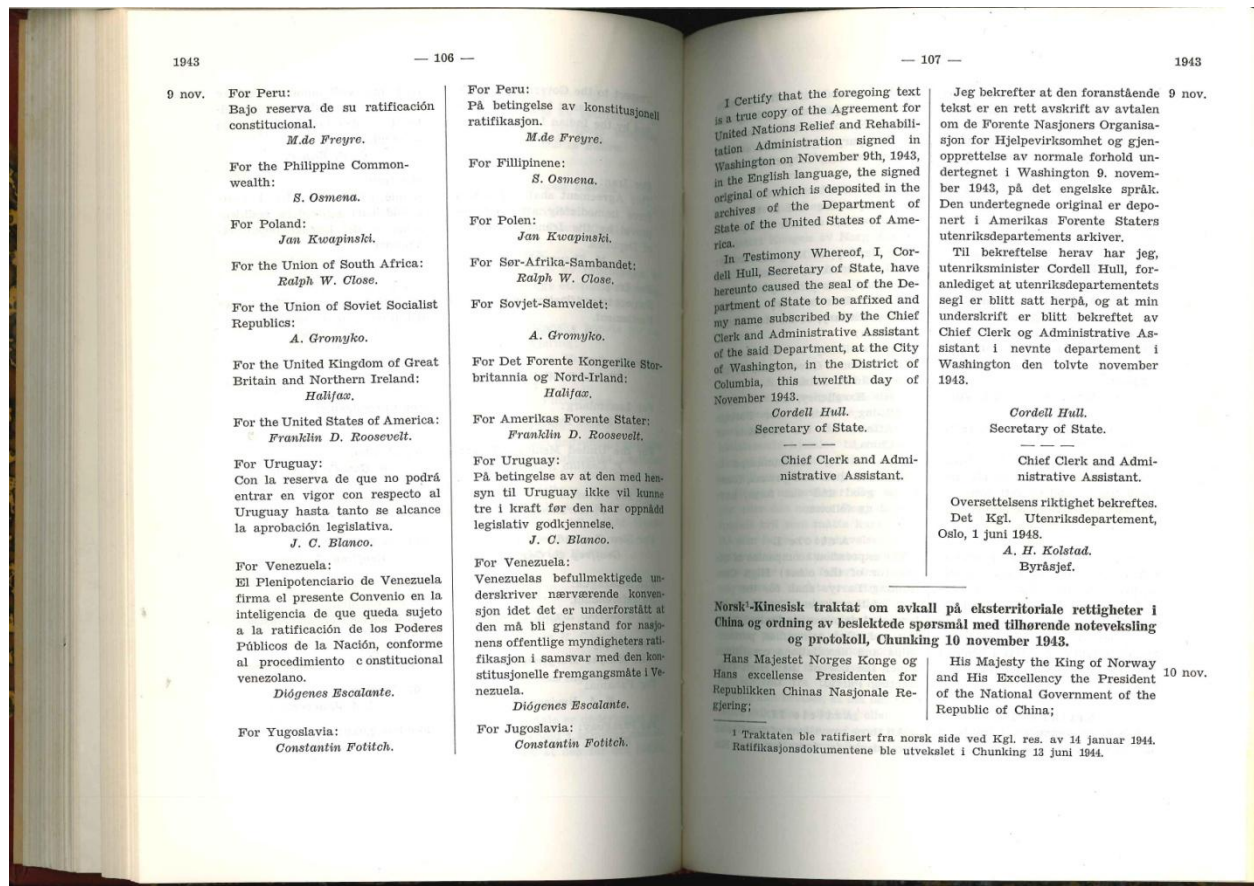 1943
— 106 —
9 nov.
For Peru:
Bajo reserva de su ratificación
constitucional.
M.de Freyre.
For the Philippine Common-
wealth:
S. Osmena.
For Poland:
Jan Kwapinski.
For the Union of South Africa:
Ralph W. Close.
For the Union of Soviet Socialist
Republics:
A. Gromyko.
For the United Kingdom of Great
Britain and Northern Ireland:
Halifax.
For the United States of America:
Franklin D. Roosevelt.
For Uruguay:
Con la reserva de que no podrá
entrar en vigor con respecto al
Uruguay hasta tanto se alcance
la aprobación legislativa.
J. C. Blanco.
For Venezuela:
El Plenipotenciario de Venezuela
firma el presente Convenio en la
inteligencia de que queda sujeto
a la ratificación de los Poderes
Públicos de la Nación, conforme
al procedimiento c onstitucional
venezolano.
Diógenes Escalante.
For Yugoslavia:
Constantin Fotitch.
For Peru:
På betingelse av konstitusjonell
ratifikasjon.
M.de Freyre.
For Fillipinene:
S. Osmena.
For Polen:
Jan Kwapinski.
For Sør-Afrika-Sambandet:
Ralph W. Close.
For Sovjet-Samveldet:
A. Gromyko.
For Det Forente Kongerike Stor-
britannia og Nord-Irland:
Halifax.
For Amerikas Forente Stater:
Franklin D. Roosevelt.
For Uruguay:
På betingelse av at den med hen-
syn til Uruguay ikke vil kunne
tre i kraft før den har oppnådd
legislativ godkjennelse.
J. C. Blanco.
For Venezuela:
Venezuelas befullmektigede un-
derskriver nærværende konven-
sjon idet det er underforstått at
den må bli gjenstand for nasjo-
nens offentlige myndigheters rati-
fikasjon i samsvar med den kon-
stitusjonelle fremgangsmåte i Ve-
nezuela.
Diógenes Escalante.
For Jugoslavia:
Constantin Fotitch.
— 107 —
1943
I Certify that the foregoing text
is a true copy of the Agreement for
United Nations Relief and Rehabili-
tation Administration signed in
Washington on November 9th, 1943,
in the English language, the signed
original of which is deposited in the
archives of the Department of
State of the United States of Ame-
rica.
In Testimony Whereof, I, Cor-
dell Hull, Secretary of State, have
hereunto caused the seal of the De-
partment of State to be affixed and
my name subscribed by the Chief
Clerk and Administrative Assistant
of the said Department, at the City
of Washington, in the District of
Columbia, this twelfth day of
November 1943.
Cordell Hull.
Secretary of State.
— — —
Chief Clerk and Admi-
nistrative Assistant.
Jeg bekrefter at den foranstående
tekst er en rett avskrift av avtalen
om de Forente Nasjoners Organisa-
sjon for Hjelpevirksomhet og gjen-
opprettelse av normale forhold un-
dertegnet i Washington 9. novem-
ber 1943, på det engelske språk.
Den undertegnede original er depo-
nert i Amerikas Forente Staters
utenriksdepartements arkiver.
Til bekreftelse herav har jeg,
utenriksminister Cordell Hull, for-
anlediget at utenriksdepartementets
segl er blitt satt herpå, og at min
underskrift er blitt bekreftet av
Chief Clerk og Administrative As-
sistant i nevnte departement i
Washington den tolvte november
1943.
Cordell Hull.
Secretary of State.
— — —
Chief Clerk and Admi-
nistrative Assistant.
Oversettelsens riktighet bekreftes.
Det Kgl. Utenriksdepartement,
Oslo, 1 juni 1948.
A. H. Kolstad.
Byråsjef.
9 nov.
Norsk¹-Kinesisk traktat om avkall på eksterritoriale rettigheter i
China og ordning av beslektede spørsmål med tilhørende noteveksling
og protokoll, Chunking 10 november 1943.
Hans Majestet Norges Konge og
Hans excellense Presidenten for
Republikken Chinas Nasjonale Re-
gjering;
His Majesty the King of Norway
and His Excellency the President
of the National Government of the
Republic of China;
10 nov.
¹ Traktaten ble ratifisert fra norsk side ved Kgl. res. av 14 januar 1944.
Ratifikasjonsdokumentene ble utvekslet i Chunking 13 juni 1944.